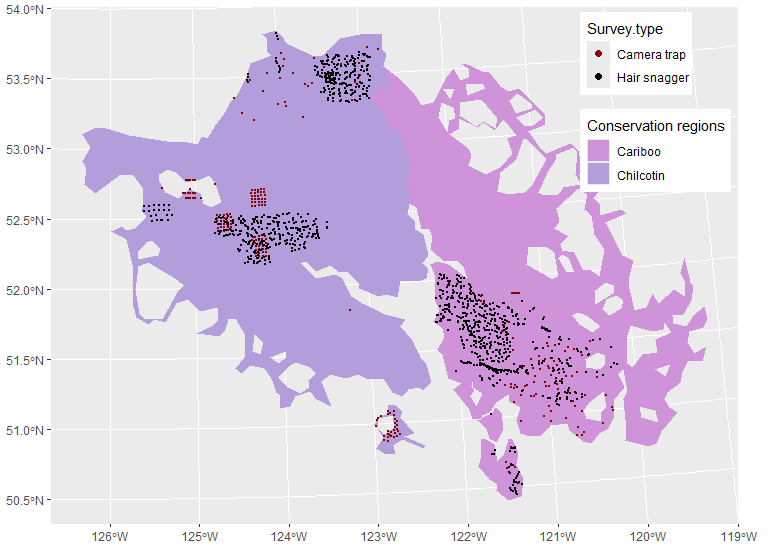 54.0°N
53.5°N
53.0°N
52.5°N
52.0°N
51.5°N
51.0°N
50.5°N
126°W
125°W
124°W
123°W
122°W
121°W
120°W
119°W
Survey.type
Camera trap
Hair snagger
Conservation regions
Cariboo
Chilcotin